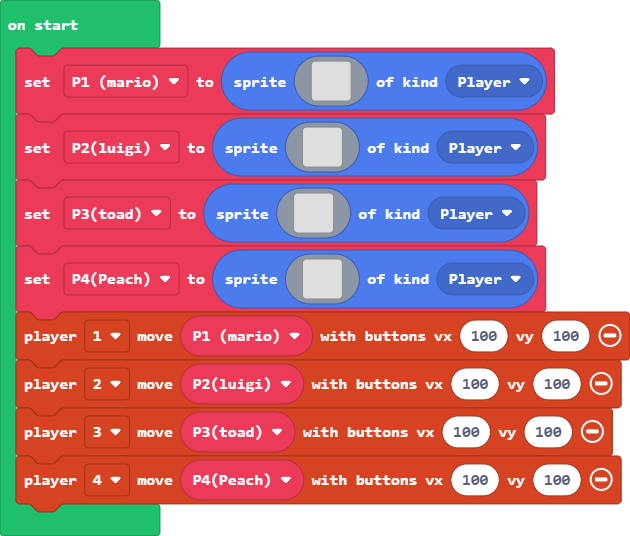 on start
set P1 (mario) to sprite of kind Player
set P2(luigi) to sprite of kind Player
set P3(toad) to sprite of kind Player
set P4(Peach) to sprite of kind Player
player 1 move P1 (mario) with buttons vx 100 vy 100
player 2 move P2(luigi) with buttons vx 100 vy 100
player 3 move P3(toad) with buttons vx 100 vy 100
player 4 move P4(Peach) with buttons vx 100 vy 100